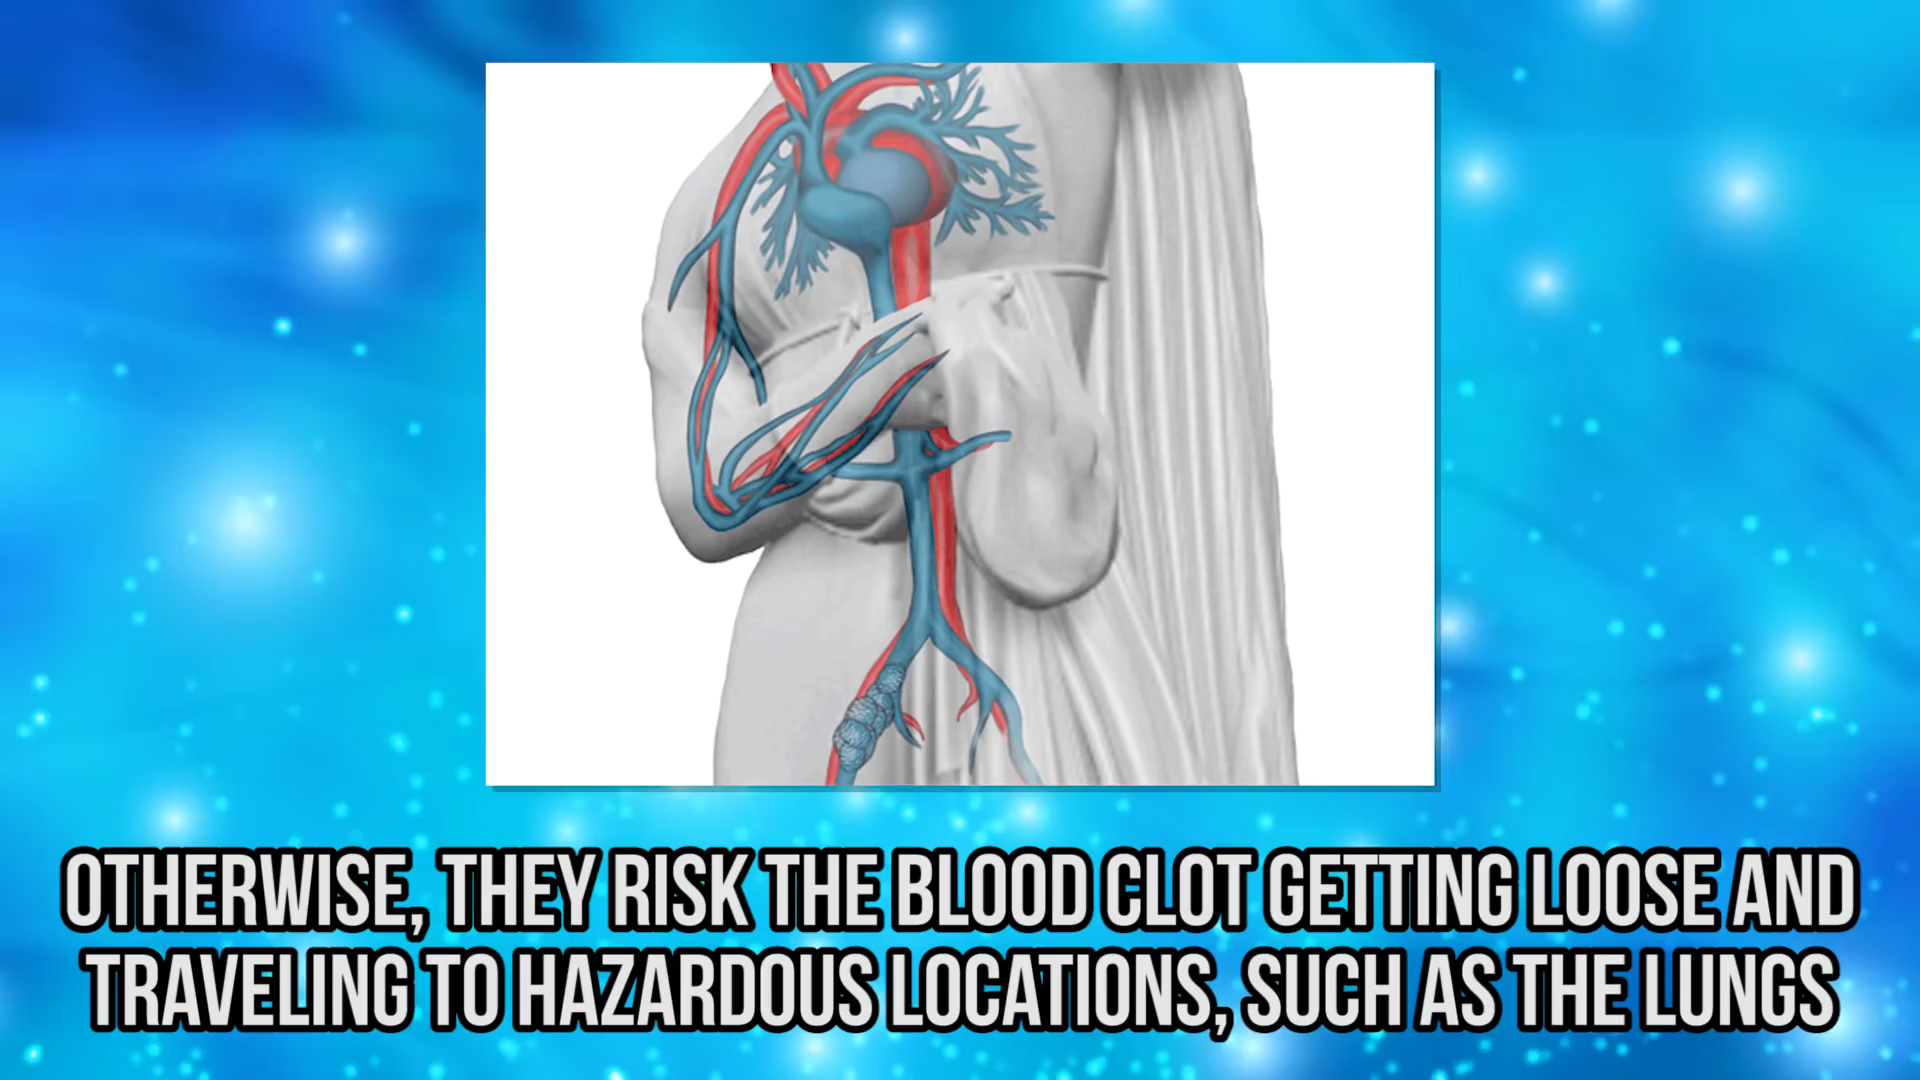 OTHERWISE, THEY RISK THE BLOOD CLOT GETTING LOOSE AND
TRAVELING TO HAZARDOUS LOCATIONS, SUCH AS THE LUNGS